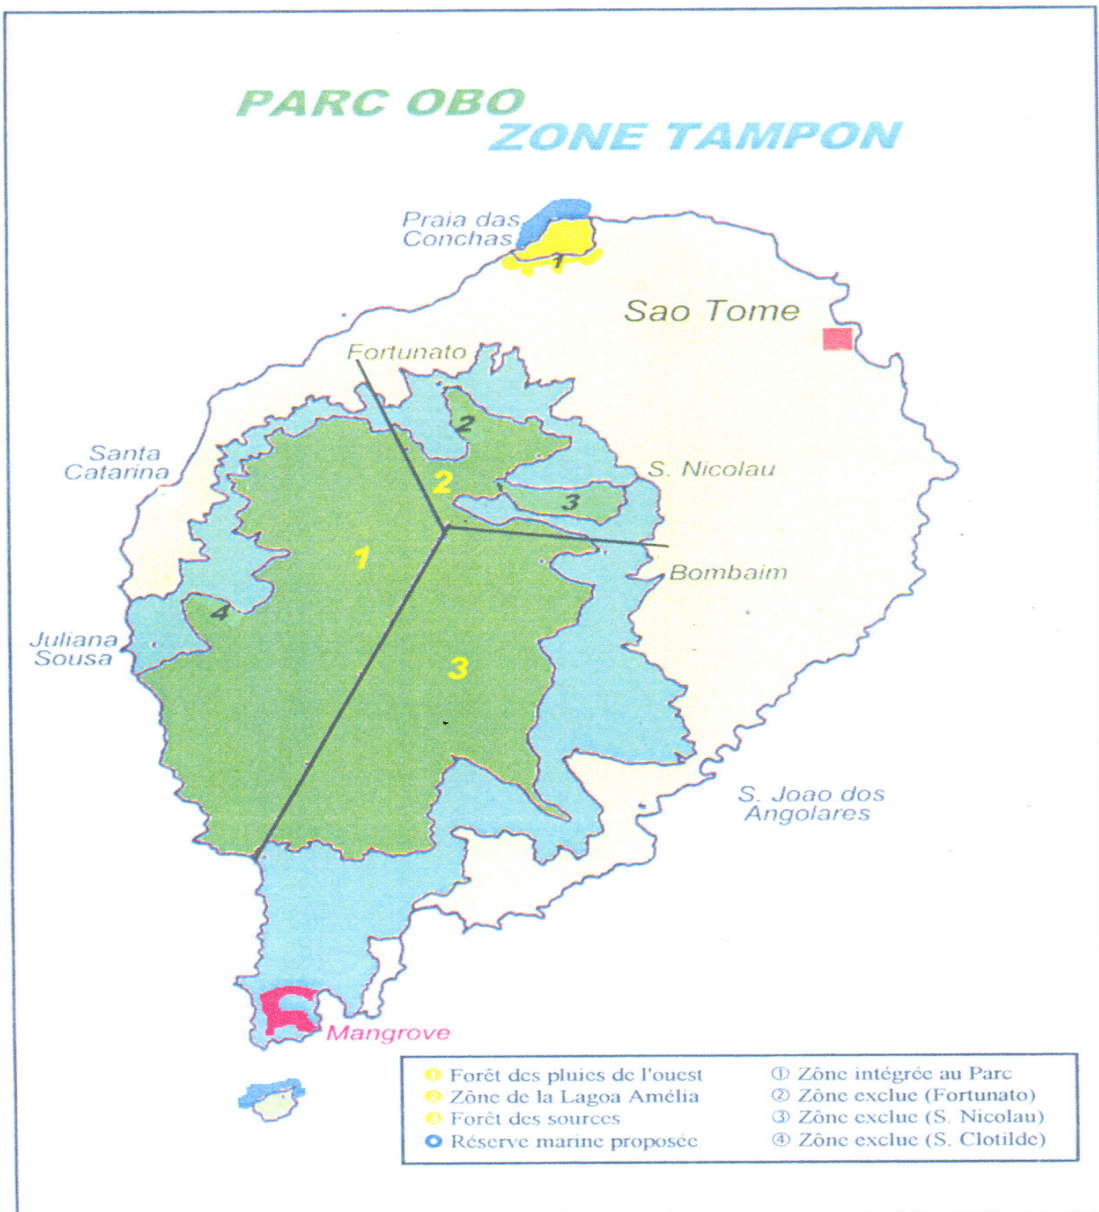 PARC OBO
ZONE TAMPON
Praia das
Conchas
1
Sao Tome
Fortunato
2
Santa
Catarina
S. Nicolau
2
3
1
Bombaim
4
Juliana
Sousa
3
S. Joao dos
Angolares
Mangrove
1 Forêt des pluies de l'ouest
2 Zône de la Lagoa Amélia
3 Forêt des sources
Réserve marine proposée
① Zône intégrée au Parc
② Zône exclue (Fortunato)
③ Zône exclue (S. Nicolau)
④ Zône exclue (S. Clotilde)